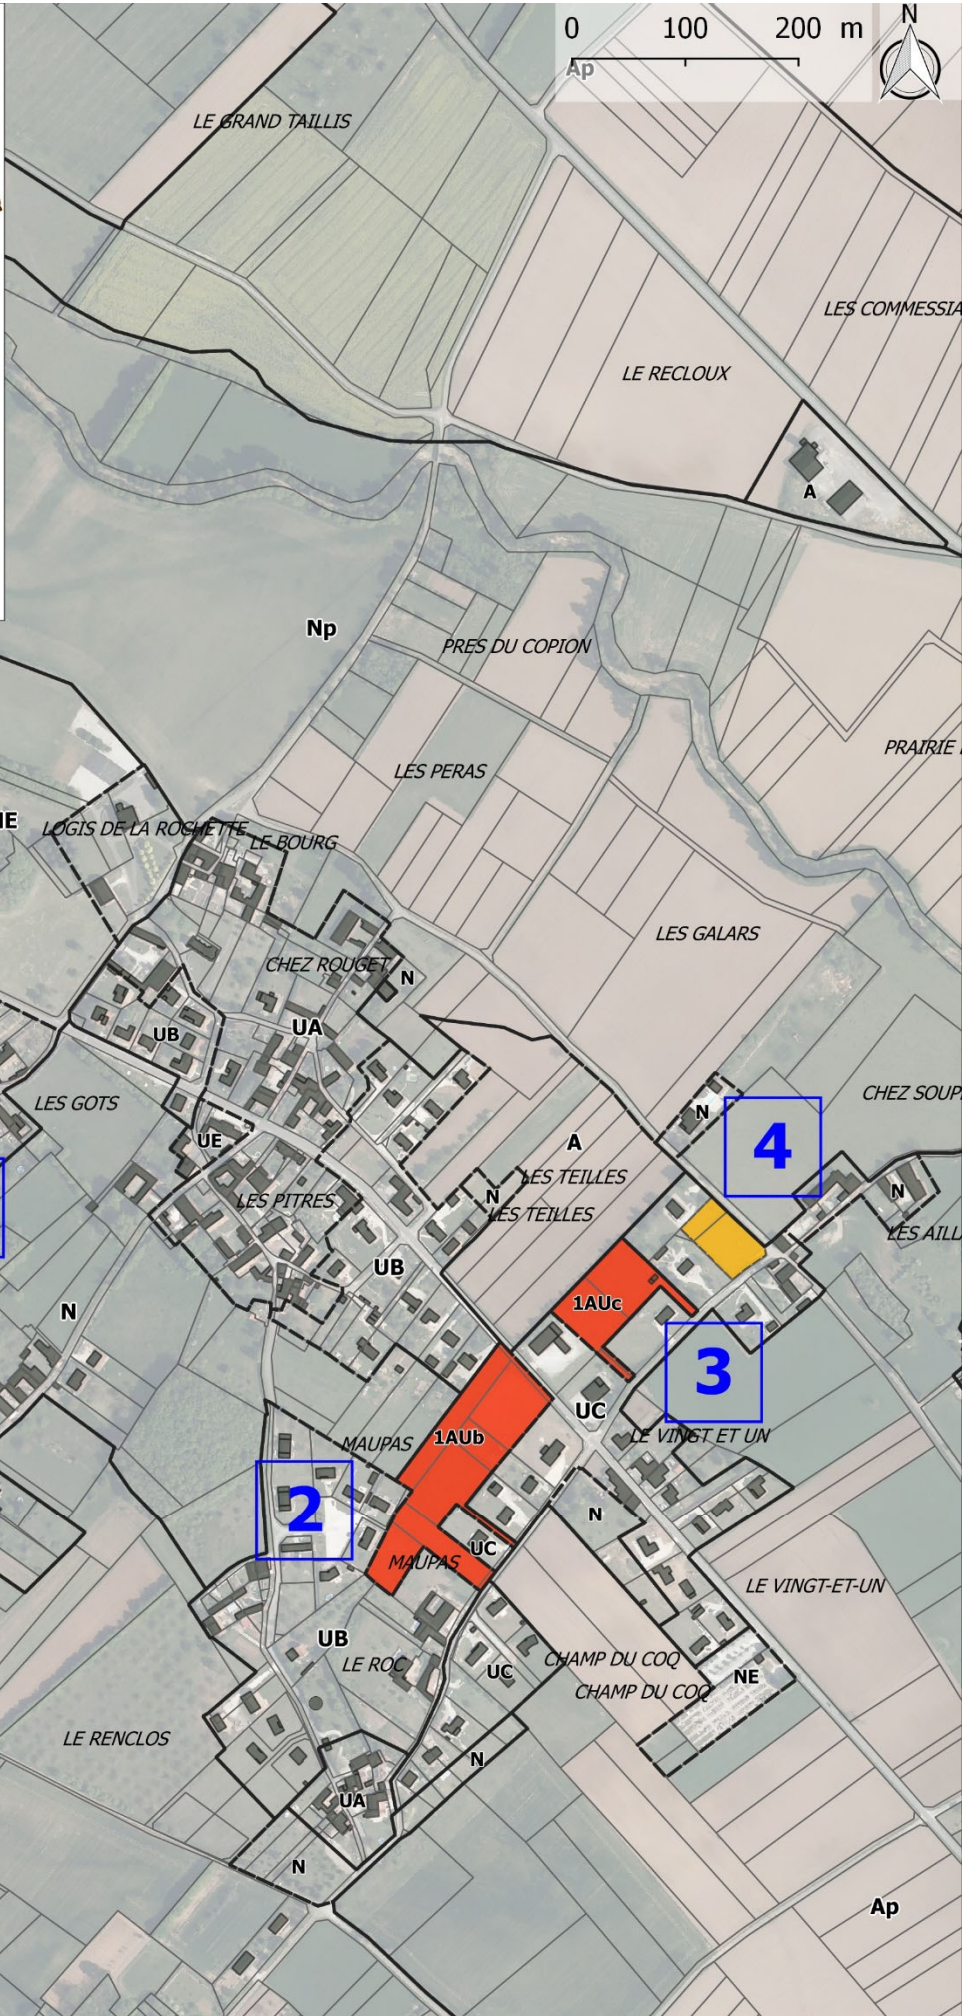 0 100 200 m
N
Ap
LE GRAND TAILLIS
LES COMMESSIA
LE RECLOUX
A
Np
PRES DU COPION
PRAIRIE
LES PERAS
LOGIS DE LA ROCHETTE
LE BOURG
LES GALARS
CHEZ ROUGET
N
UA
UB
LES GOTS
CHEZ SOUP
N
4
UE
A
LES TEILLES
N
LES PITRES
N
LES TEILLES
LES AILL
UB
N
1AUc
3
UC
MAUPAS
1AUb
LE VINGT ET UN
2
N
UC
MAUPAS
LE VINGT-ET-UN
UB
LE ROC
CHAMP DU COQ
UC
NE
CHAMP DU COQ
LE RENCLOS
N
UA
N
Ap